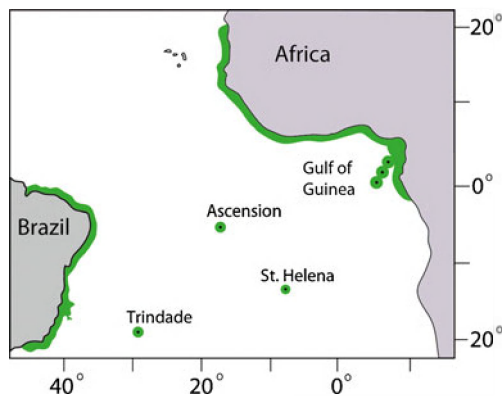 20°
Africa
Gulf of
Guinea
0°
Ascension
Brazil
St. Helena
Trindade
20°
40°
20°
0°